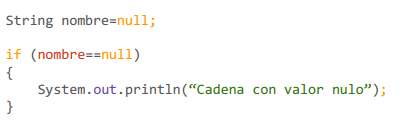 String nombre=null;
if (nombre==null)
{
System.out.println(“Cadena con valor nulo”);
}